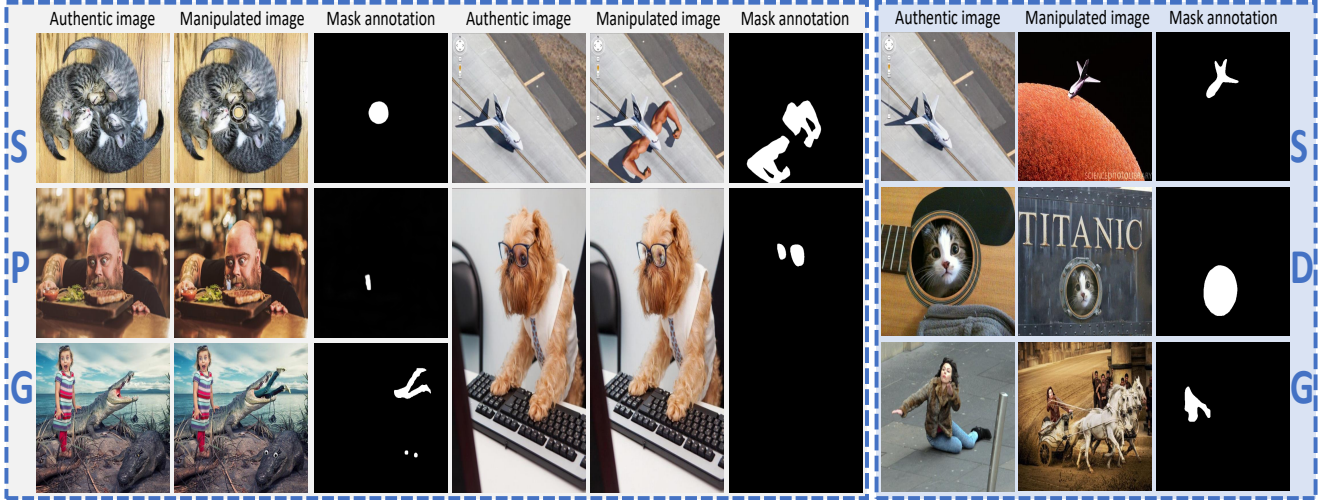 Authentic image Manipulated image Mask annotation Authentic image Manipulated image Mask annotation
Authentic image Manipulated image Mask annotation
S
P
G
S
D
G
SCIENCEPHOTOLIBRARY
TITANIC